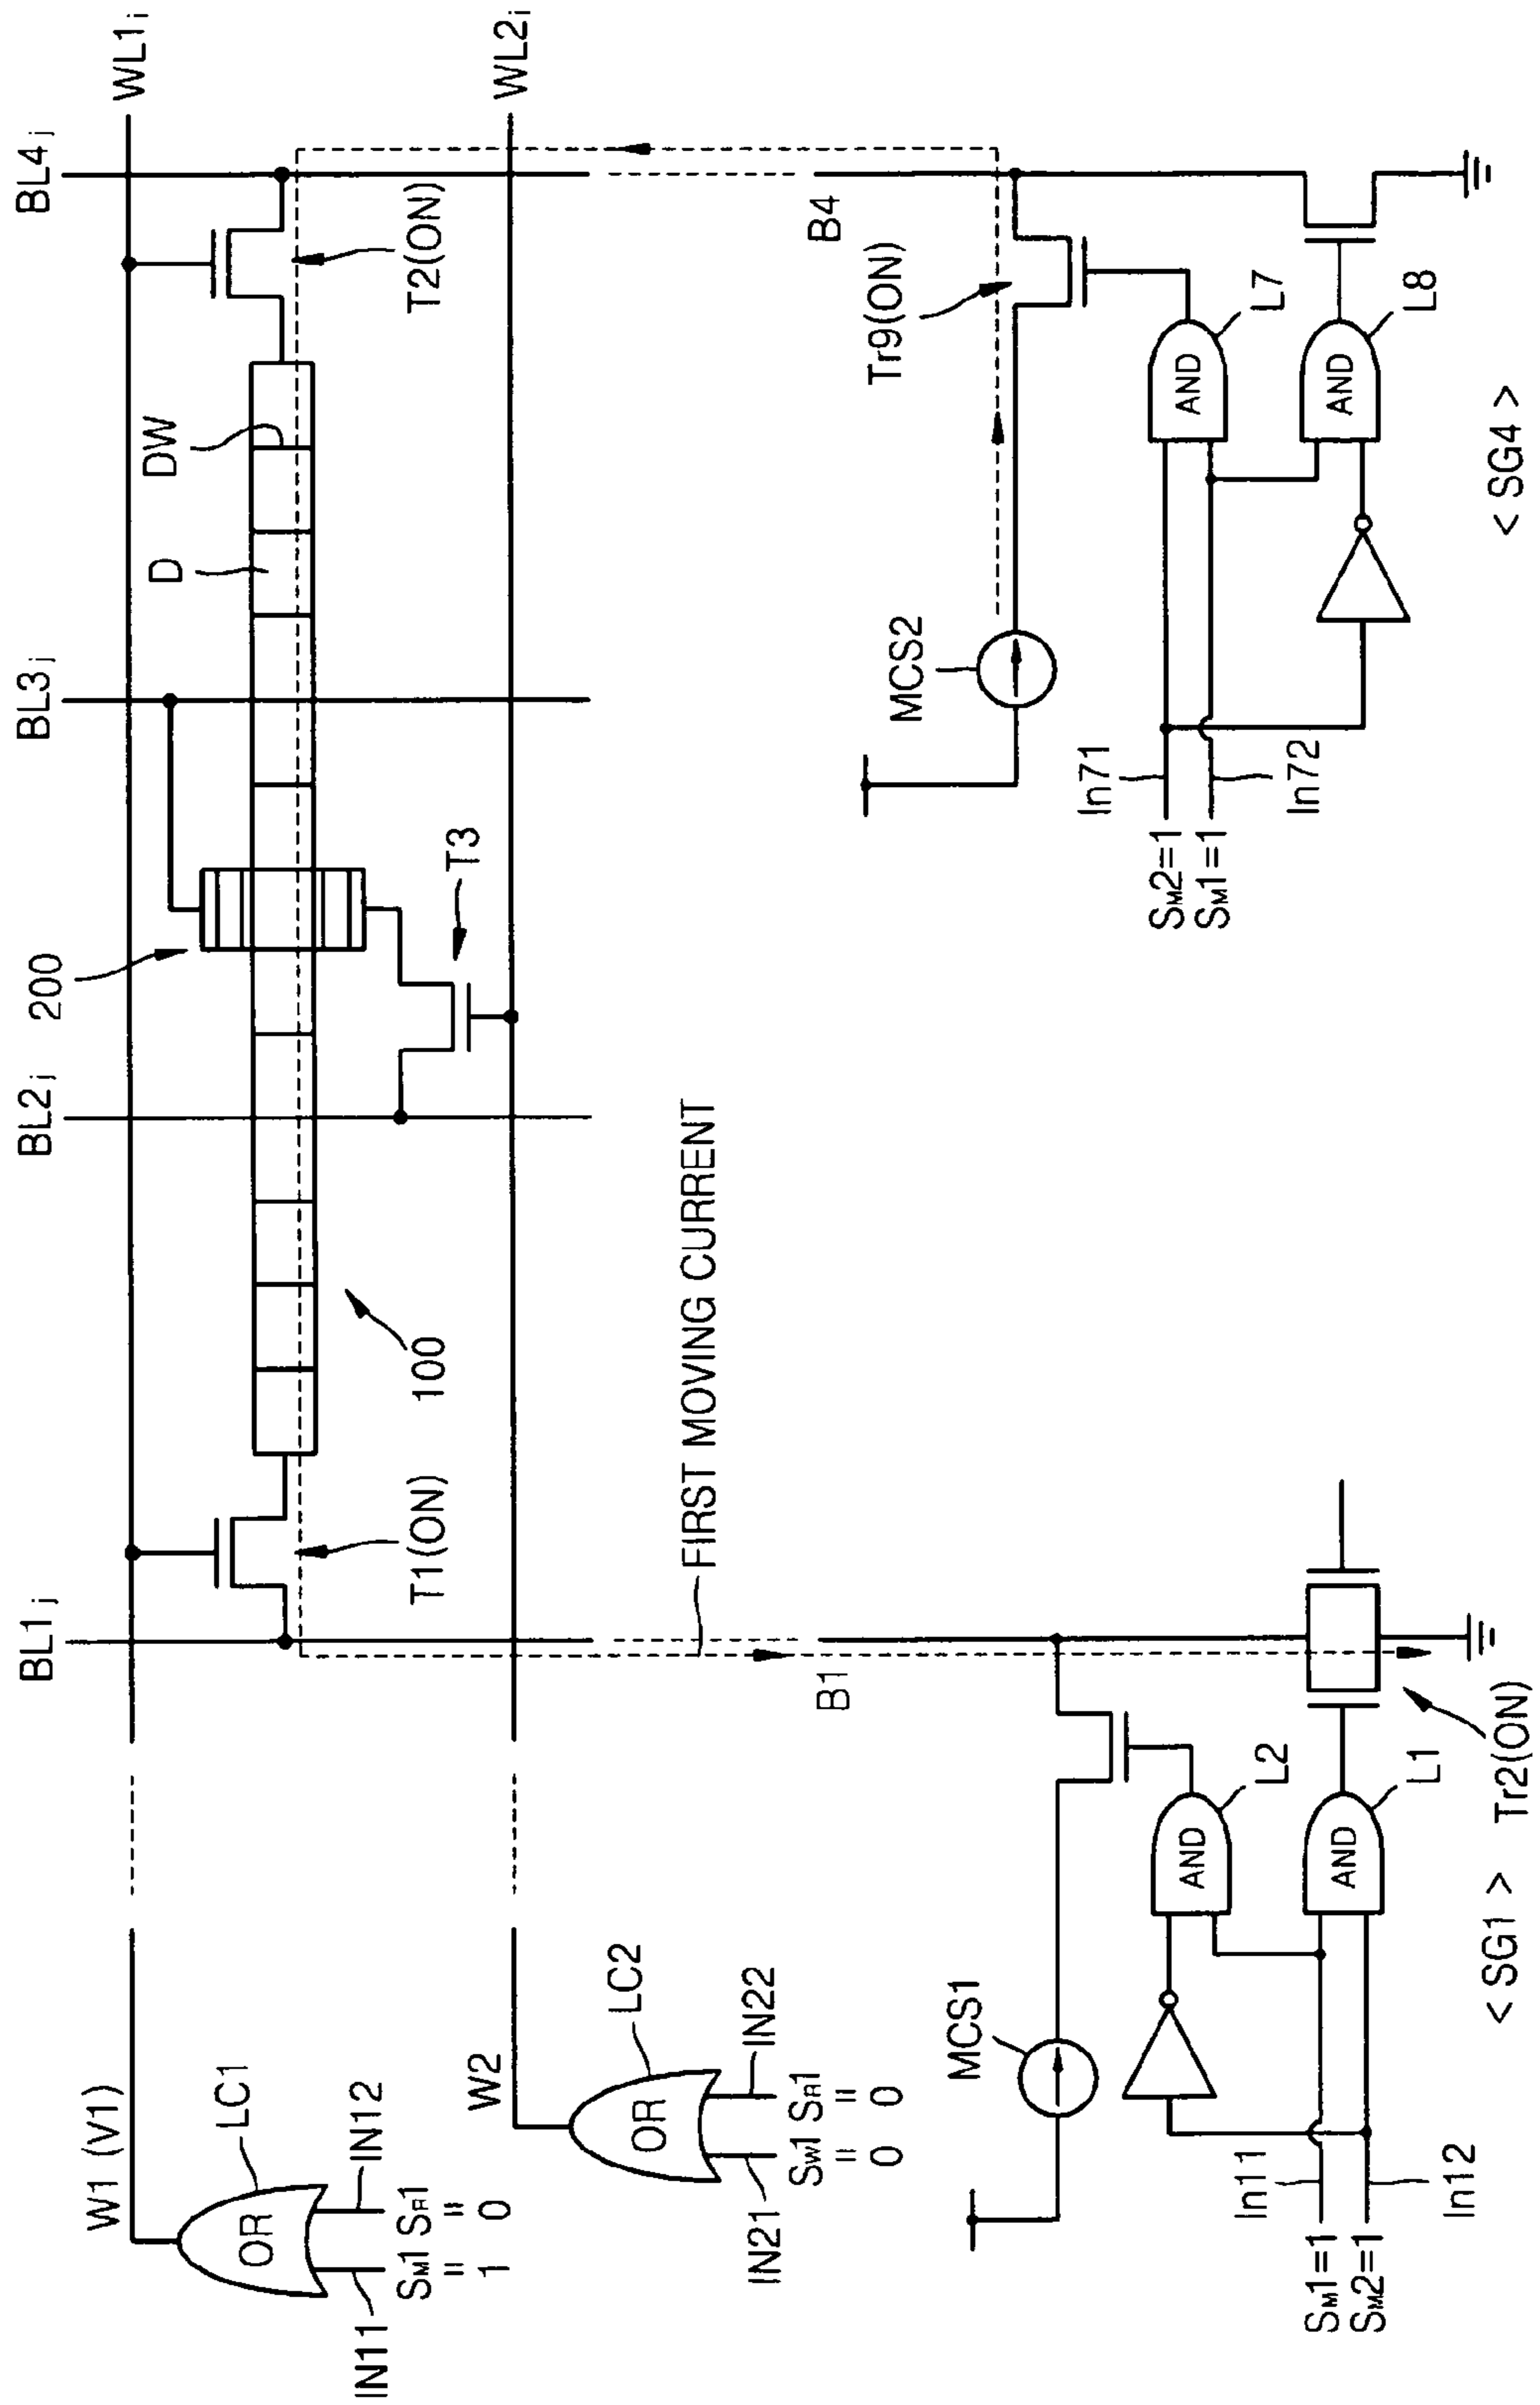 BL1j
BL2j
BL3j
BL4j
WL1i
WL2i
W1 (V1)
LC1
OR
IN11
IN12
SM1 SR1
= =
1 0
W2
LC2
OR
IN21
IN22
SW1 SR1
= =
0 0
T1(ON)
100
200
T3
D
DW
T2(ON)
FIRST MOVING CURRENT
B1
B4
MCS1
L2
AND
L1
AND
In11
SM1=1
SM2=1
In12
Tr2(ON)
< SG1 >
MCS2
Tr9(ON)
In71
SM2=1
SM1=1
In72
AND
L7
AND
L8
< SG4 >